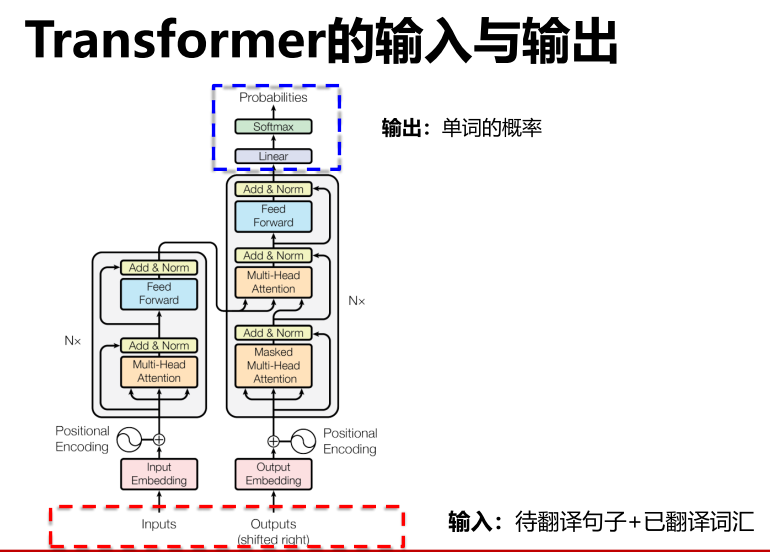 Transformer的输入与输出
Probabilities
Softmax
输出：单词的概率
Linear
Add & Norm
Feed
Forward
Add & Norm
Multi-Head
Attention
Add & Norm
Masked
Multi-Head
Attention
N×
Add & Norm
Feed
Forward
Add & Norm
Multi-Head
Attention
N×
Positional
Encoding
Positional
Encoding
Input
Embedding
Output
Embedding
Inputs
Outputs
(shifted right)
输入：待翻译句子+已翻译词汇